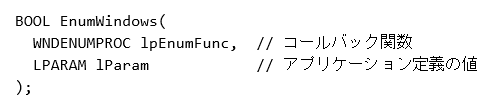 BOOL EnumWindows(
  WNDENUMPROC lpEnumFunc,  // コールバック関数
  LPARAM lParam            // アプリケーション定義の値
);